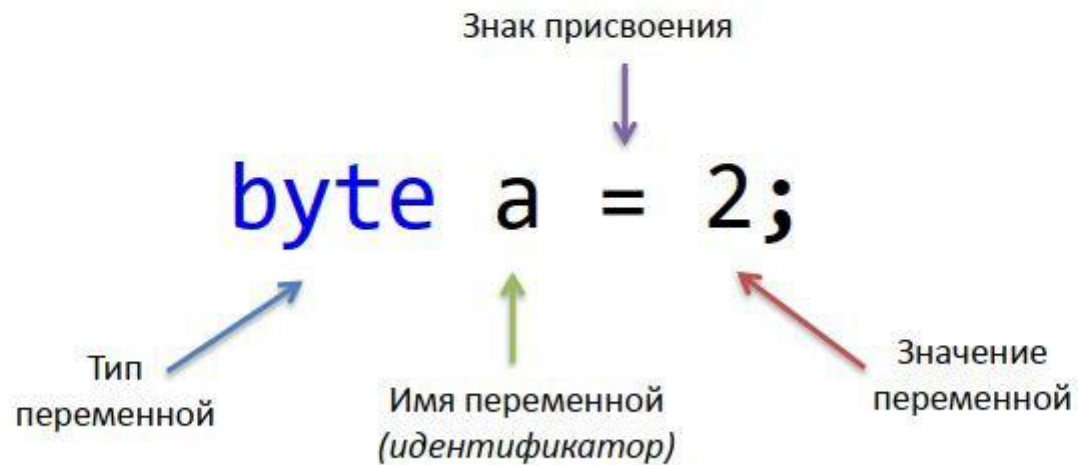 Знак присвоения
byte a = 2;
Тип
переменной
Имя переменной
(идентификатор)
Значение
переменной